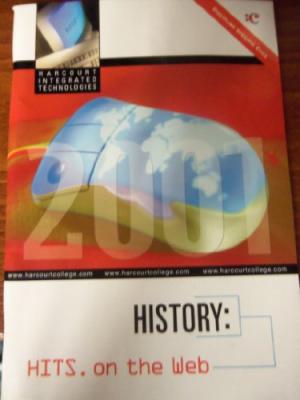 HARCOURT
INTEGRATED
TECHNOLOGIES
2001
www.harcourtcollege.com www.harcourtcollege.com www.harcourtcollege.com
HISTORY:
HITS. on the Web